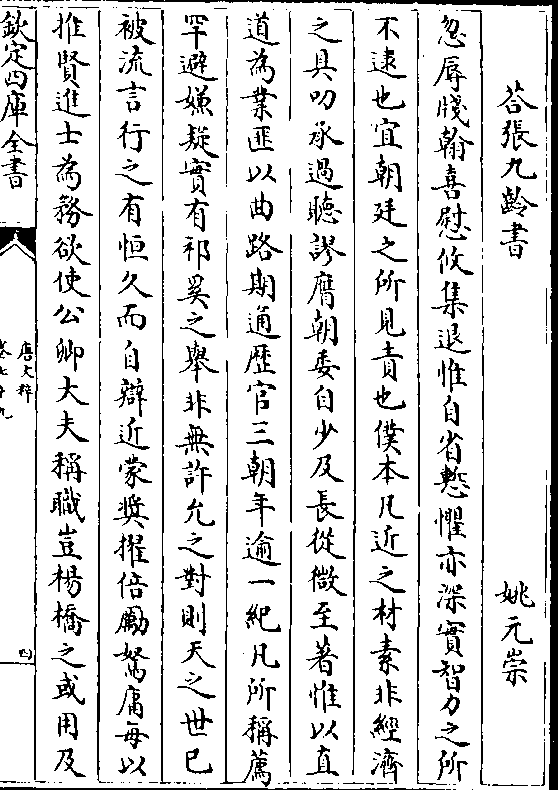 荅張九齡書　姚元崇
忽辱牋翰喜慰攸集退惟自省慙懼亦深實智力之所
不逮也宜朝廷之所見責也僕本凡近之材素非經濟
之具叨承過聽謬膺朝委自少及長從微至著惟以直
道為業匪以曲路期通歴官三朝年逾一紀凡所稱薦
罕避嫌疑實有祁奚之舉非無許允之對則天之世已
被流言行之有恒久而自辯近蒙奨擢倍勵駑庸每以
推賢進士為務欲使公卿大夫稱職豈楊橋之或用及
欽定四庫全書
唐文粹
卷七十九
四